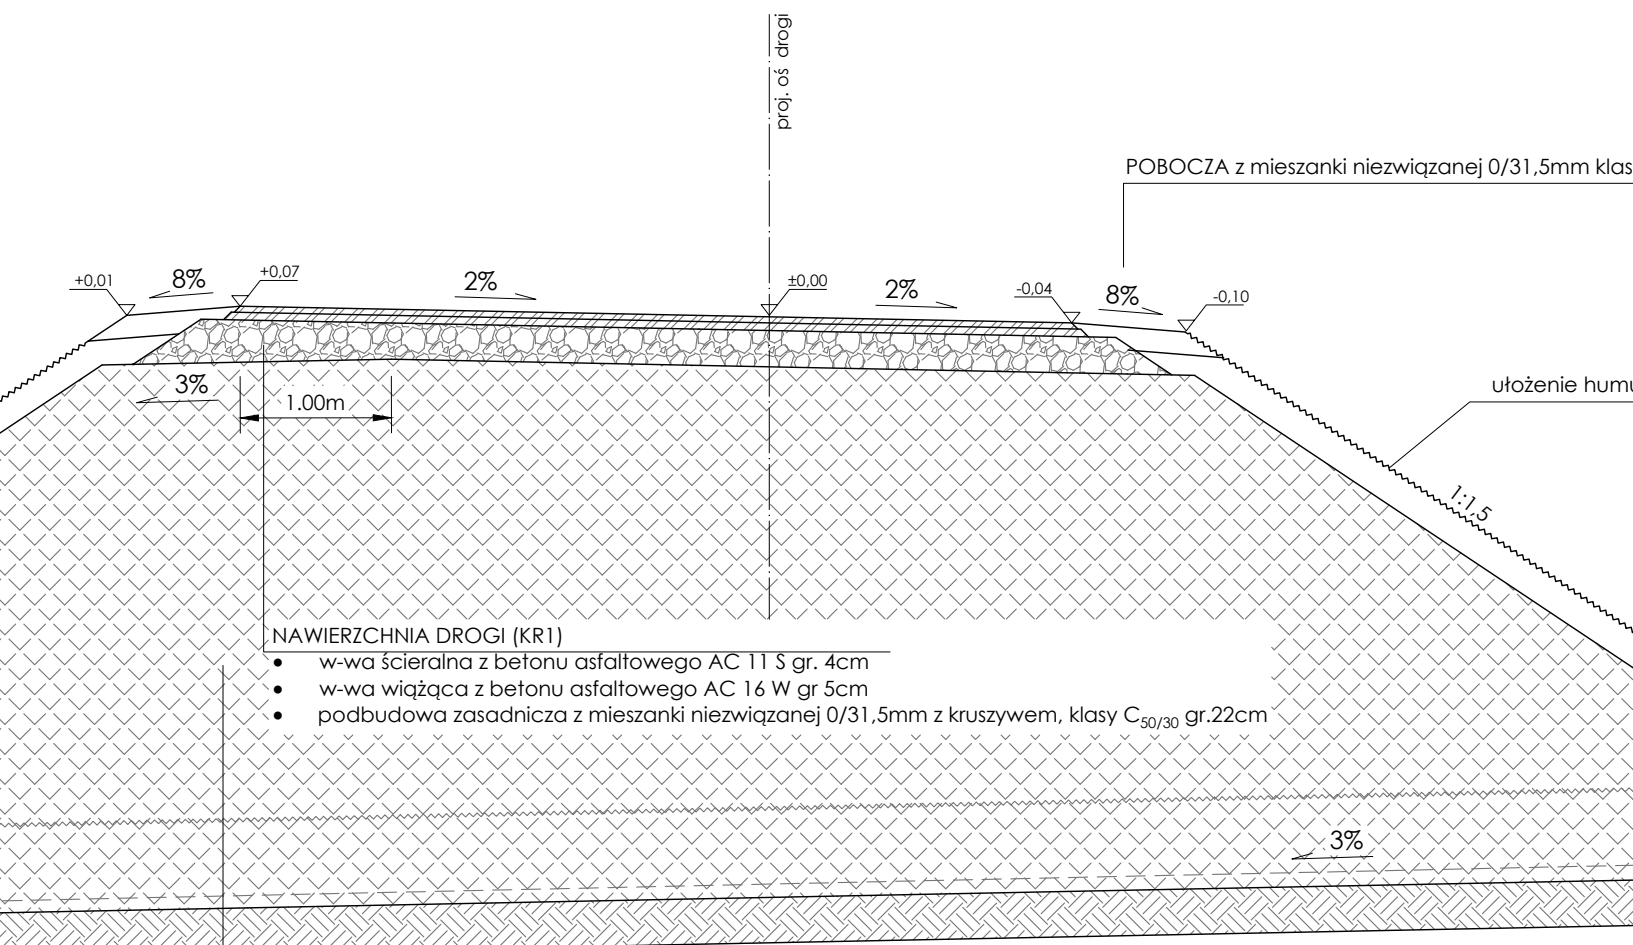 proj. oś drogi
POBOCZA z mieszanki niezwiązanej 0/31,5mm klas
+0,01
8%
+0,07
2%
±0,00
2%
-0,04
8%
-0,10
3%
1.00m
ułożenie humu
1:1,5
NAWIERZCHNIA DROGI (KR1)
• w-wa ścieralna z betonu asfaltowego AC 11 S gr. 4cm
• w-wa wiążąca z betonu asfaltowego AC 16 W gr 5cm
• podbudowa zasadnicza z mieszanki niezwiązanej 0/31,5mm z kruszywem, klasy C50/30 gr.22cm
3%